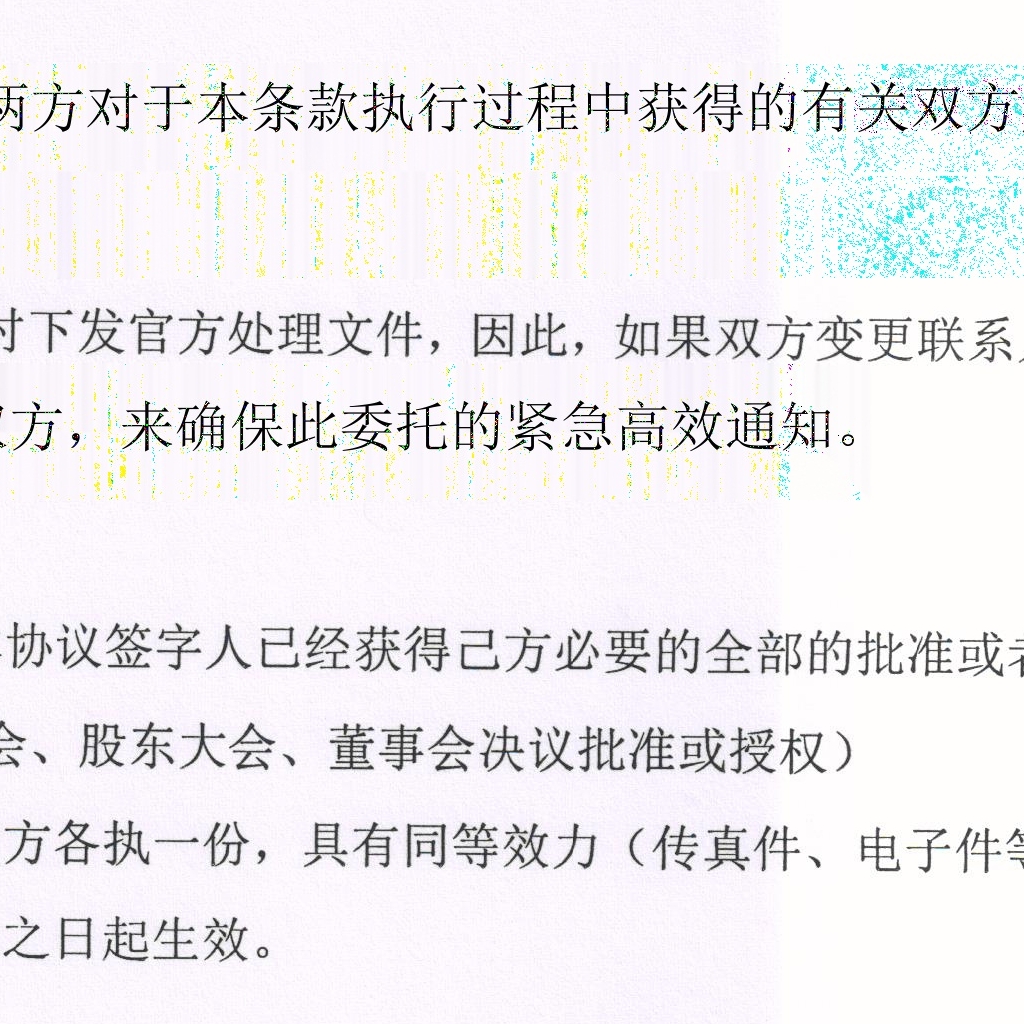 两方对于本条款执行过程中获得的有关双方
对下发官方处理文件，因此，如果双方变更联系
方，来确保此委托的紧急高效通知。
协议签字人已经获得己方必要的全部的批准或者
会、股东大会、董事会决议批准或授权）
方各执一份，具有同等效力（传真件、电子件等
之日起生效。